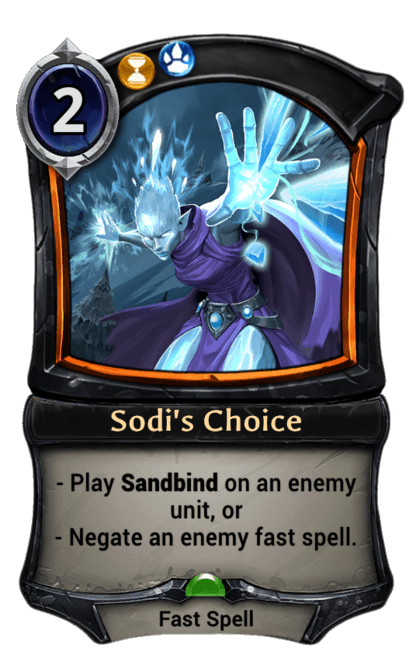 2
Sodi's Choice
- Play Sandbind on an enemy
unit, or
- Negate an enemy fast spell.
Fast Spell